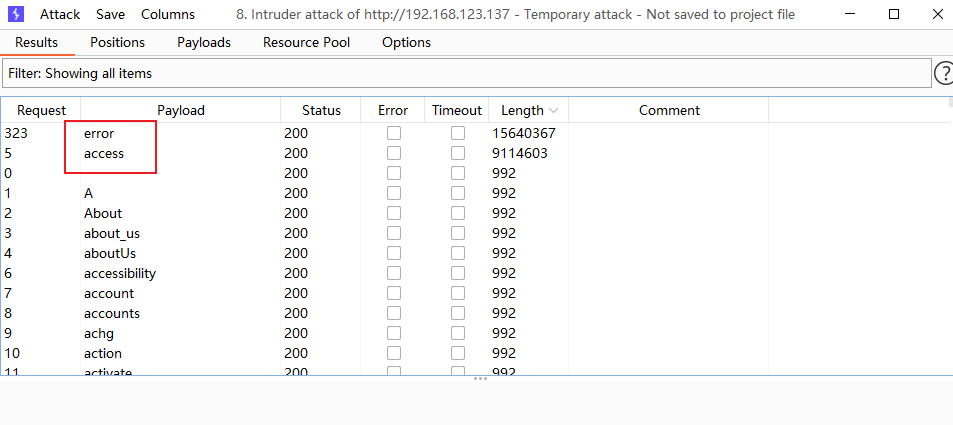 Attack Save Columns 8. Intruder attack of http://192.168.123.137 - Temporary attack - Not saved to project file
Results Positions Payloads Resource Pool Options
Filter: Showing all items ?
Request Payload Status Error Timeout Length Comment
323 error 200 15640367
5 access 200 9114603
0 200 992
1 A 200 992
2 About 200 992
3 about_us 200 992
4 aboutUs 200 992
6 accessibility 200 992
7 account 200 992
8 accounts 200 992
9 achg 200 992
10 action 200 992
11 activate 200 992